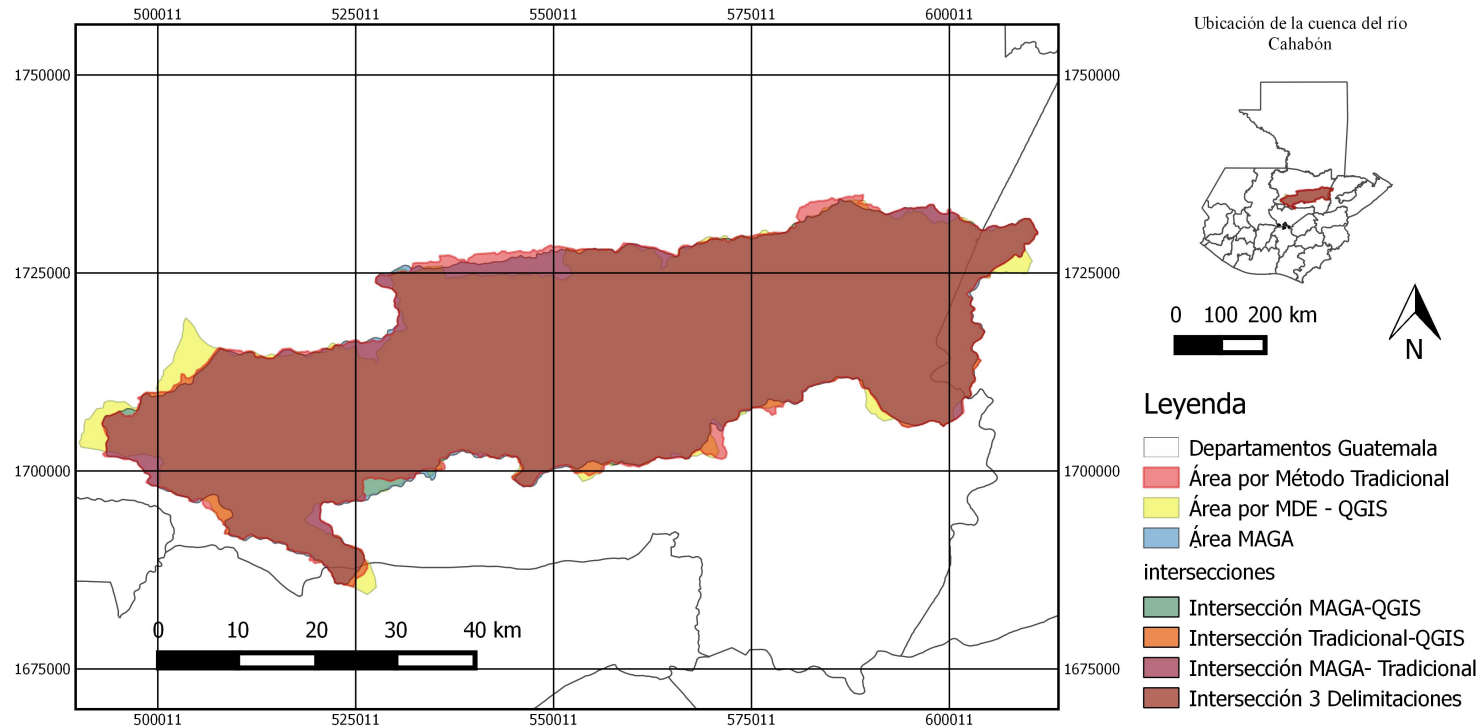 500011 525011 550011 575011 600011
1750000 1750000
1725000 1725000
1700000 1700000
1675000 1675000
0 10 20 30 40 km
500011 525011 550011 575011 600011
Ubicación de la cuenca del río
Cahabón
0 100 200 km
N
Leyenda
Departamentos Guatemala
Área por Método Tradicional
Área por MDE - QGIS
Área MAGA
intersecciones
Intersección MAGA-QGIS
Intersección Tradicional-QGIS
Intersección MAGA- Tradicional
Intersección 3 Delimitaciones